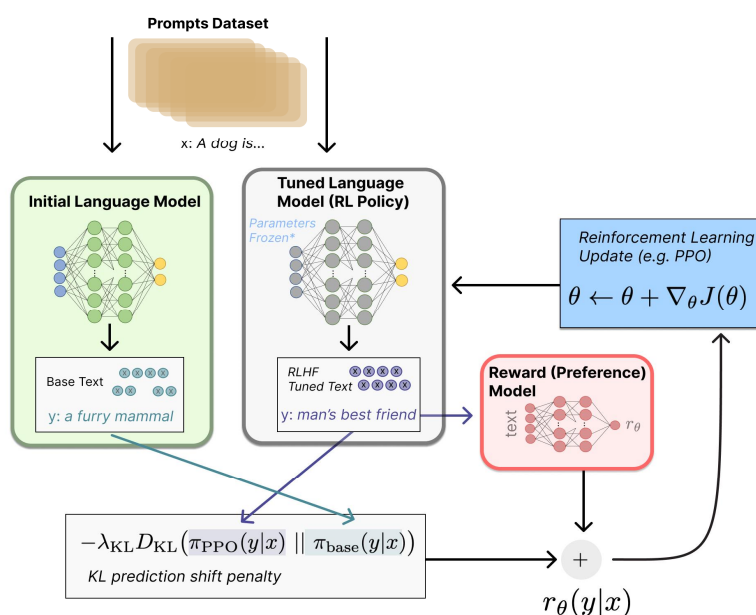 Prompts Dataset
x: A dog is...
Initial Language Model
Base Text
x x x x
x x x x
y: a furry mammal
Tuned Language
Model (RL Policy)
Parameters
Frozen*
RLHF
Tuned Text
x x x x
x x x x
y: man's best friend
Reinforcement Learning
Update (e.g. PPO)
θ ← θ + ∇θJ(θ)
Reward (Preference)
Model
text
rθ
−λKL DKL(πPPO(y|x) || πbase(y|x))
KL prediction shift penalty
+
rθ(y|x)